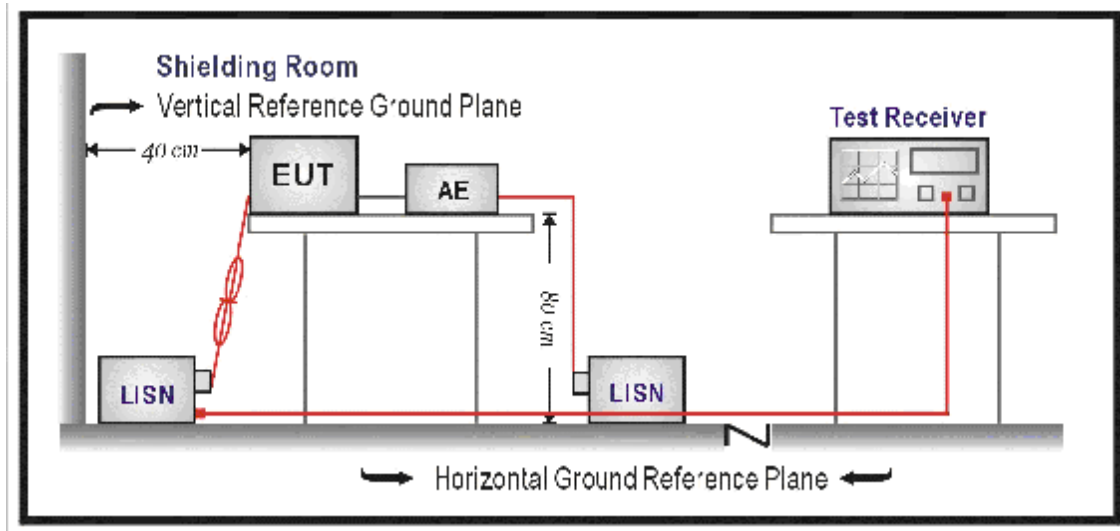 Shielding Room
Vertical Reference Ground Plane
40 cm
EUT
AE
Test Receiver
80 cm
LISN
LISN
Horizontal Ground Reference Plane